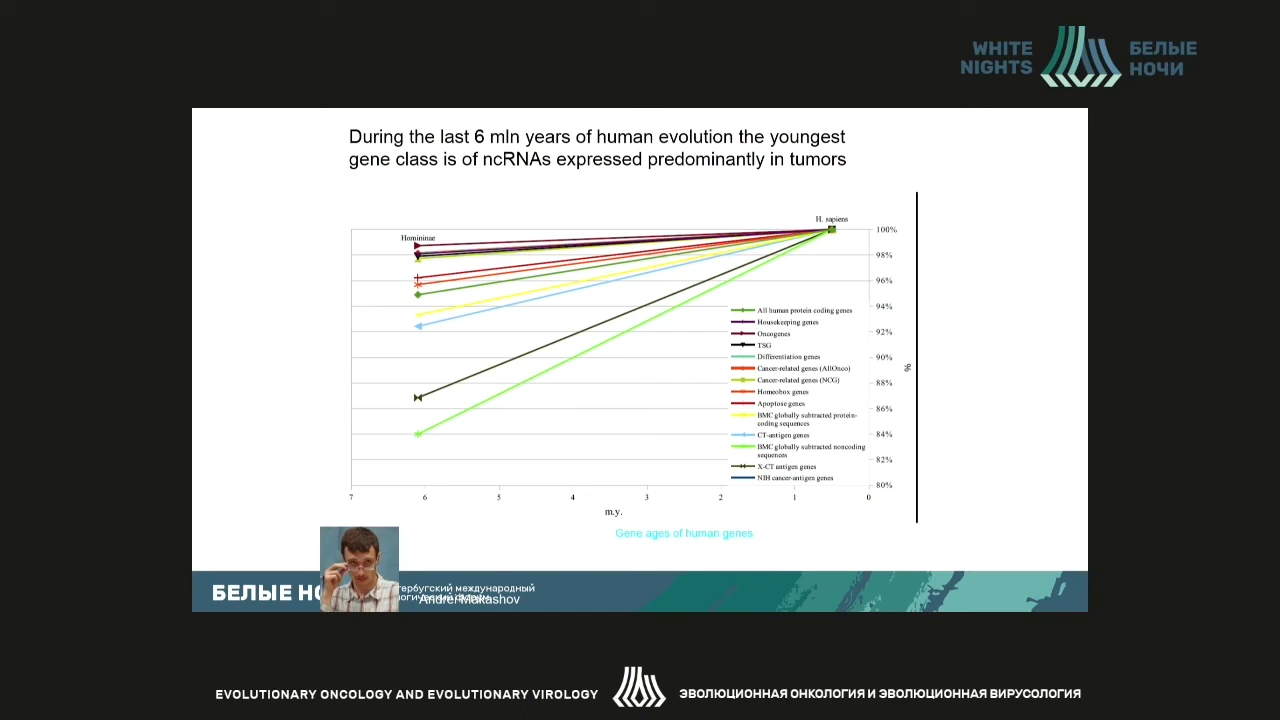 WHITE
NIGHTS
БЕЛЫЕ
НОЧИ
During the last 6 mln years of human evolution the youngest
gene class is of ncRNAs expressed predominantly in tumors
H. sapiens
Homininae
100%
98%
96%
94%
92%
90%
88%
86%
84%
82%
80%
%
All human protein coding genes
Housekeeping genes
Oncogenes
TSG
Differentiation genes
Cancer-related genes (AllOnco)
Cancer-related genes (NCG)
Homeobox genes
Apoptose genes
BMC globally subtracted protein-
coding sequences
CT-antigen genes
BMC globally subtracted noncoding
sequences
X-CT antigen genes
NIH cancer-antigen genes
7 6 5 4 3 2 1 0
m.y.
Gene ages of human genes
БЕЛЫЕ НО
тербугский международный
Andrei Makashov
EVOLUTIONARY ONCOLOGY AND EVOLUTIONARY VIROLOGY
ЭВОЛЮЦИОННАЯ ОНКОЛОГИЯ И ЭВОЛЮЦИОННАЯ ВИРУСОЛОГИЯ